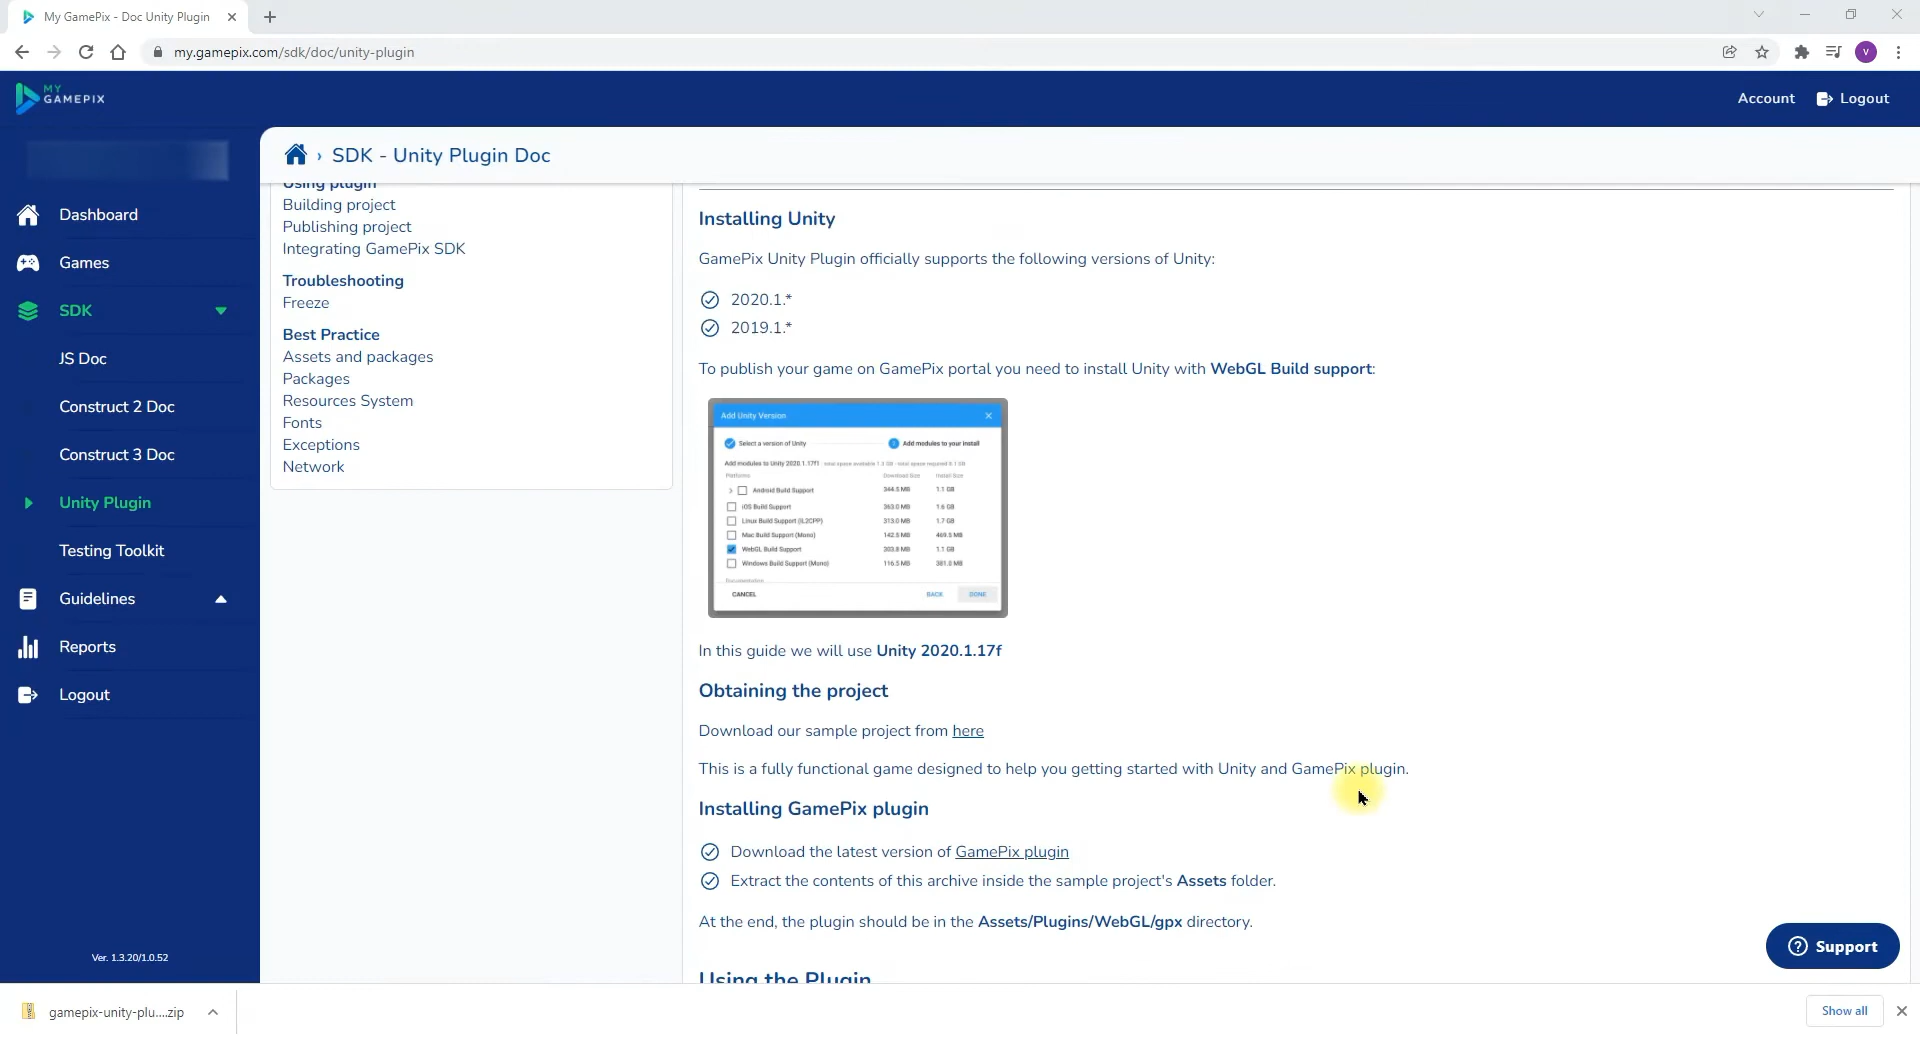 My GamePix - Doc Unity Plugin
my.gamepix.com/sdk/doc/unity-plugin
V
MY
GAMEPIX
Account
Logout
SDK - Unity Plugin Doc
Dashboard
Games
SDK
JS Doc
Construct 2 Doc
Construct 3 Doc
Unity Plugin
Testing Toolkit
Guidelines
Reports
Logout
Ver. 1.3.20/1.0.52
Using plugin
Building project
Publishing project
Integrating GamePix SDK
Troubleshooting
Freeze
Best Practice
Assets and packages
Packages
Resources System
Fonts
Exceptions
Network
Installing Unity
GamePix Unity Plugin officially supports the following versions of Unity:
2020.1.*
2019.1.*
To publish your game on GamePix portal you need to install Unity with WebGL Build support:
Add Unity Version
Select a version of Unity
Add modules to your install
Add modules to Unity 2020.1.17f1 - total space available 1.3 GB - total space required 6.1 GB
Platforms Download Size Install Size
Android Build Support 344.5 MB 1.1 GB
iOS Build Support 363.0 MB 1.6 GB
Linux Build Support (IL2CPP) 313.0 MB 1.7 GB
Mac Build Support (Mono) 142.5 MB 469.5 MB
WebGL Build Support 303.8 MB 1.1 GB
Windows Build Support (Mono) 116.5 MB 381.0 MB
Documentation
CANCEL BACK DONE
In this guide we will use Unity 2020.1.17f
Obtaining the project
Download our sample project from here
This is a fully functional game designed to help you getting started with Unity and GamePix plugin.
Installing GamePix plugin
Download the latest version of GamePix plugin
Extract the contents of this archive inside the sample project's Assets folder.
At the end, the plugin should be in the Assets/Plugins/WebGL/gpx directory.
Using the Plugin
Support
gamepix-unity-plu....zip
Show all